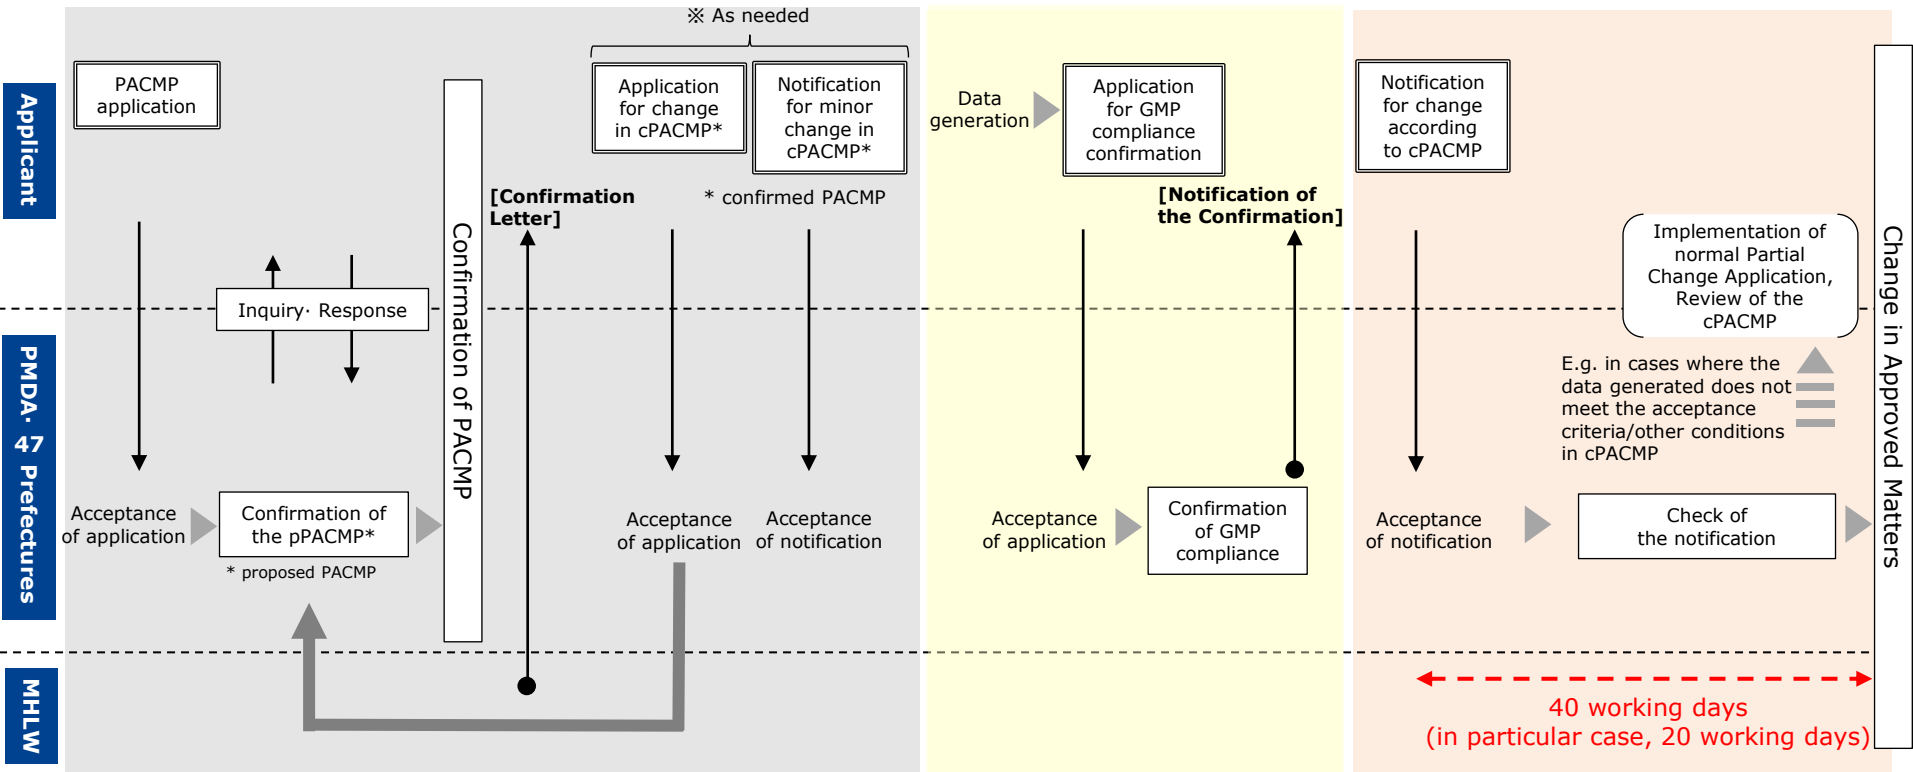 ※ As needed
Applicant
PACMP
application
Application
for change
in cPACMP*
Notification
for minor
change in
cPACMP*
* confirmed PACMP
[Confirmation
Letter]
Inquiry· Response
Confirmation of PACMP
Data
generation
Application
for GMP
compliance
confirmation
[Notification of
the Confirmation]
Notification
for change
according
to cPACMP
Implementation of
normal Partial
Change Application,
Review of the
cPACMP
Change in Approved Matters
PMDA· 47 Prefectures
Acceptance
of application
Confirmation of
the pPACMP*
* proposed PACMP
Acceptance
of application
Acceptance
of notification
Acceptance
of application
Confirmation
of GMP
compliance
Acceptance
of notification
E.g. in cases where the
data generated does not
meet the acceptance
criteria/other conditions
in cPACMP
Check of
the notification
MHLW
40 working days
(in particular case, 20 working days)